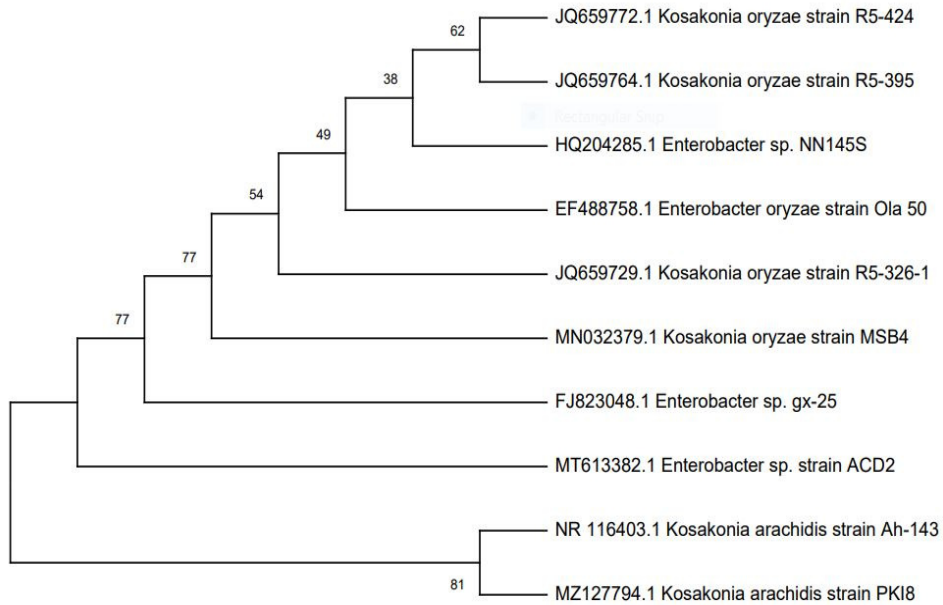 JQ659772.1 Kosakonia oryzae strain R5-424
62
JQ659764.1 Kosakonia oryzae strain R5-395
38
Rectangular Snip
HQ204285.1 Enterobacter sp. NN145S
49
EF488758.1 Enterobacter oryzae strain Ola 50
54
JQ659729.1 Kosakonia oryzae strain R5-326-1
77
MN032379.1 Kosakonia oryzae strain MSB4
77
FJ823048.1 Enterobacter sp. gx-25
MT613382.1 Enterobacter sp. strain ACD2
NR 116403.1 Kosakonia arachidis strain Ah-143
81
MZ127794.1 Kosakonia arachidis strain PKI8